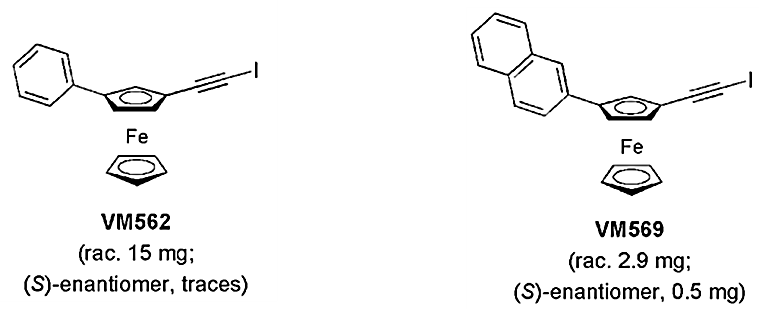 I
I
Fe
Fe
VM562
(rac. 15 mg;
(S)-enantiomer, traces)
VM569
(rac. 2.9 mg;
(S)-enantiomer, 0.5 mg)